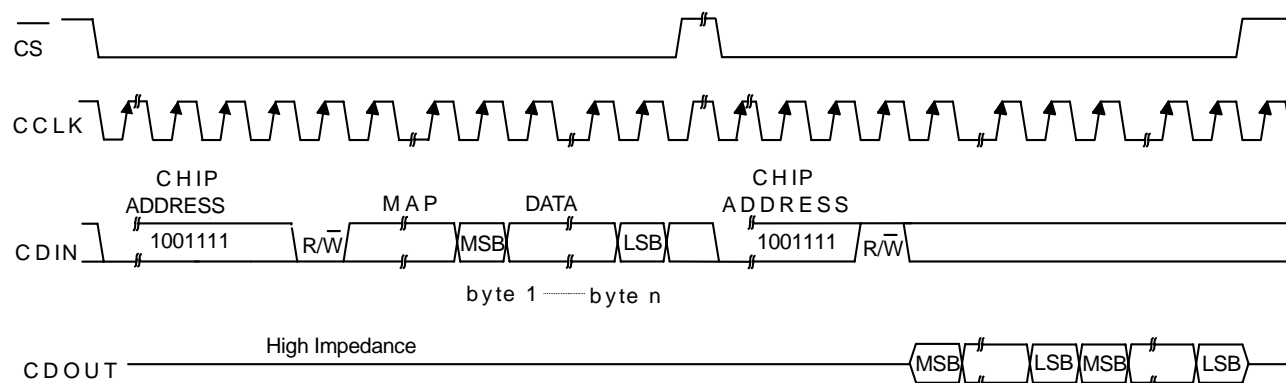 CS
CCLK
CHIP
ADDRESS
MAP
DATA
CHIP
ADDRESS
CDIN
1001111
R/W
MSB
LSB
1001111
R/W
byte 1
byte n
High Impedance
CDOUT
MSB
LSB
MSB
LSB